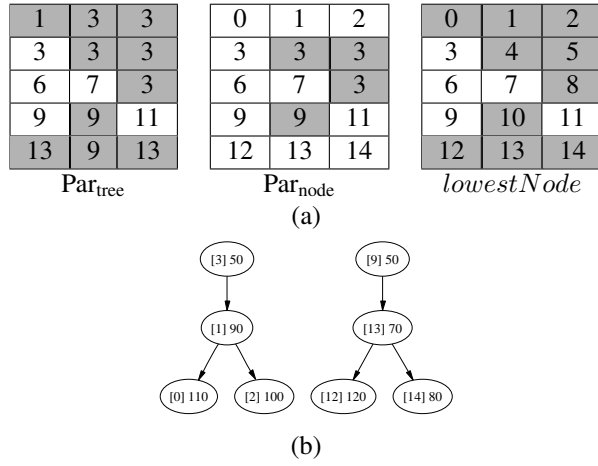 1 3 3 0 1 2 0 1 2
3 3 3 3 3 3 3 4 5
6 7 3 6 7 3 6 7 8
9 9 11 9 9 11 9 10 11
13 9 13 12 13 14 12 13 14
Par_tree Par_node lowestNode
(a)
[3] 50 [9] 50
[1] 90 [13] 70
[0] 110 [2] 100 [12] 120 [14] 80
(b)